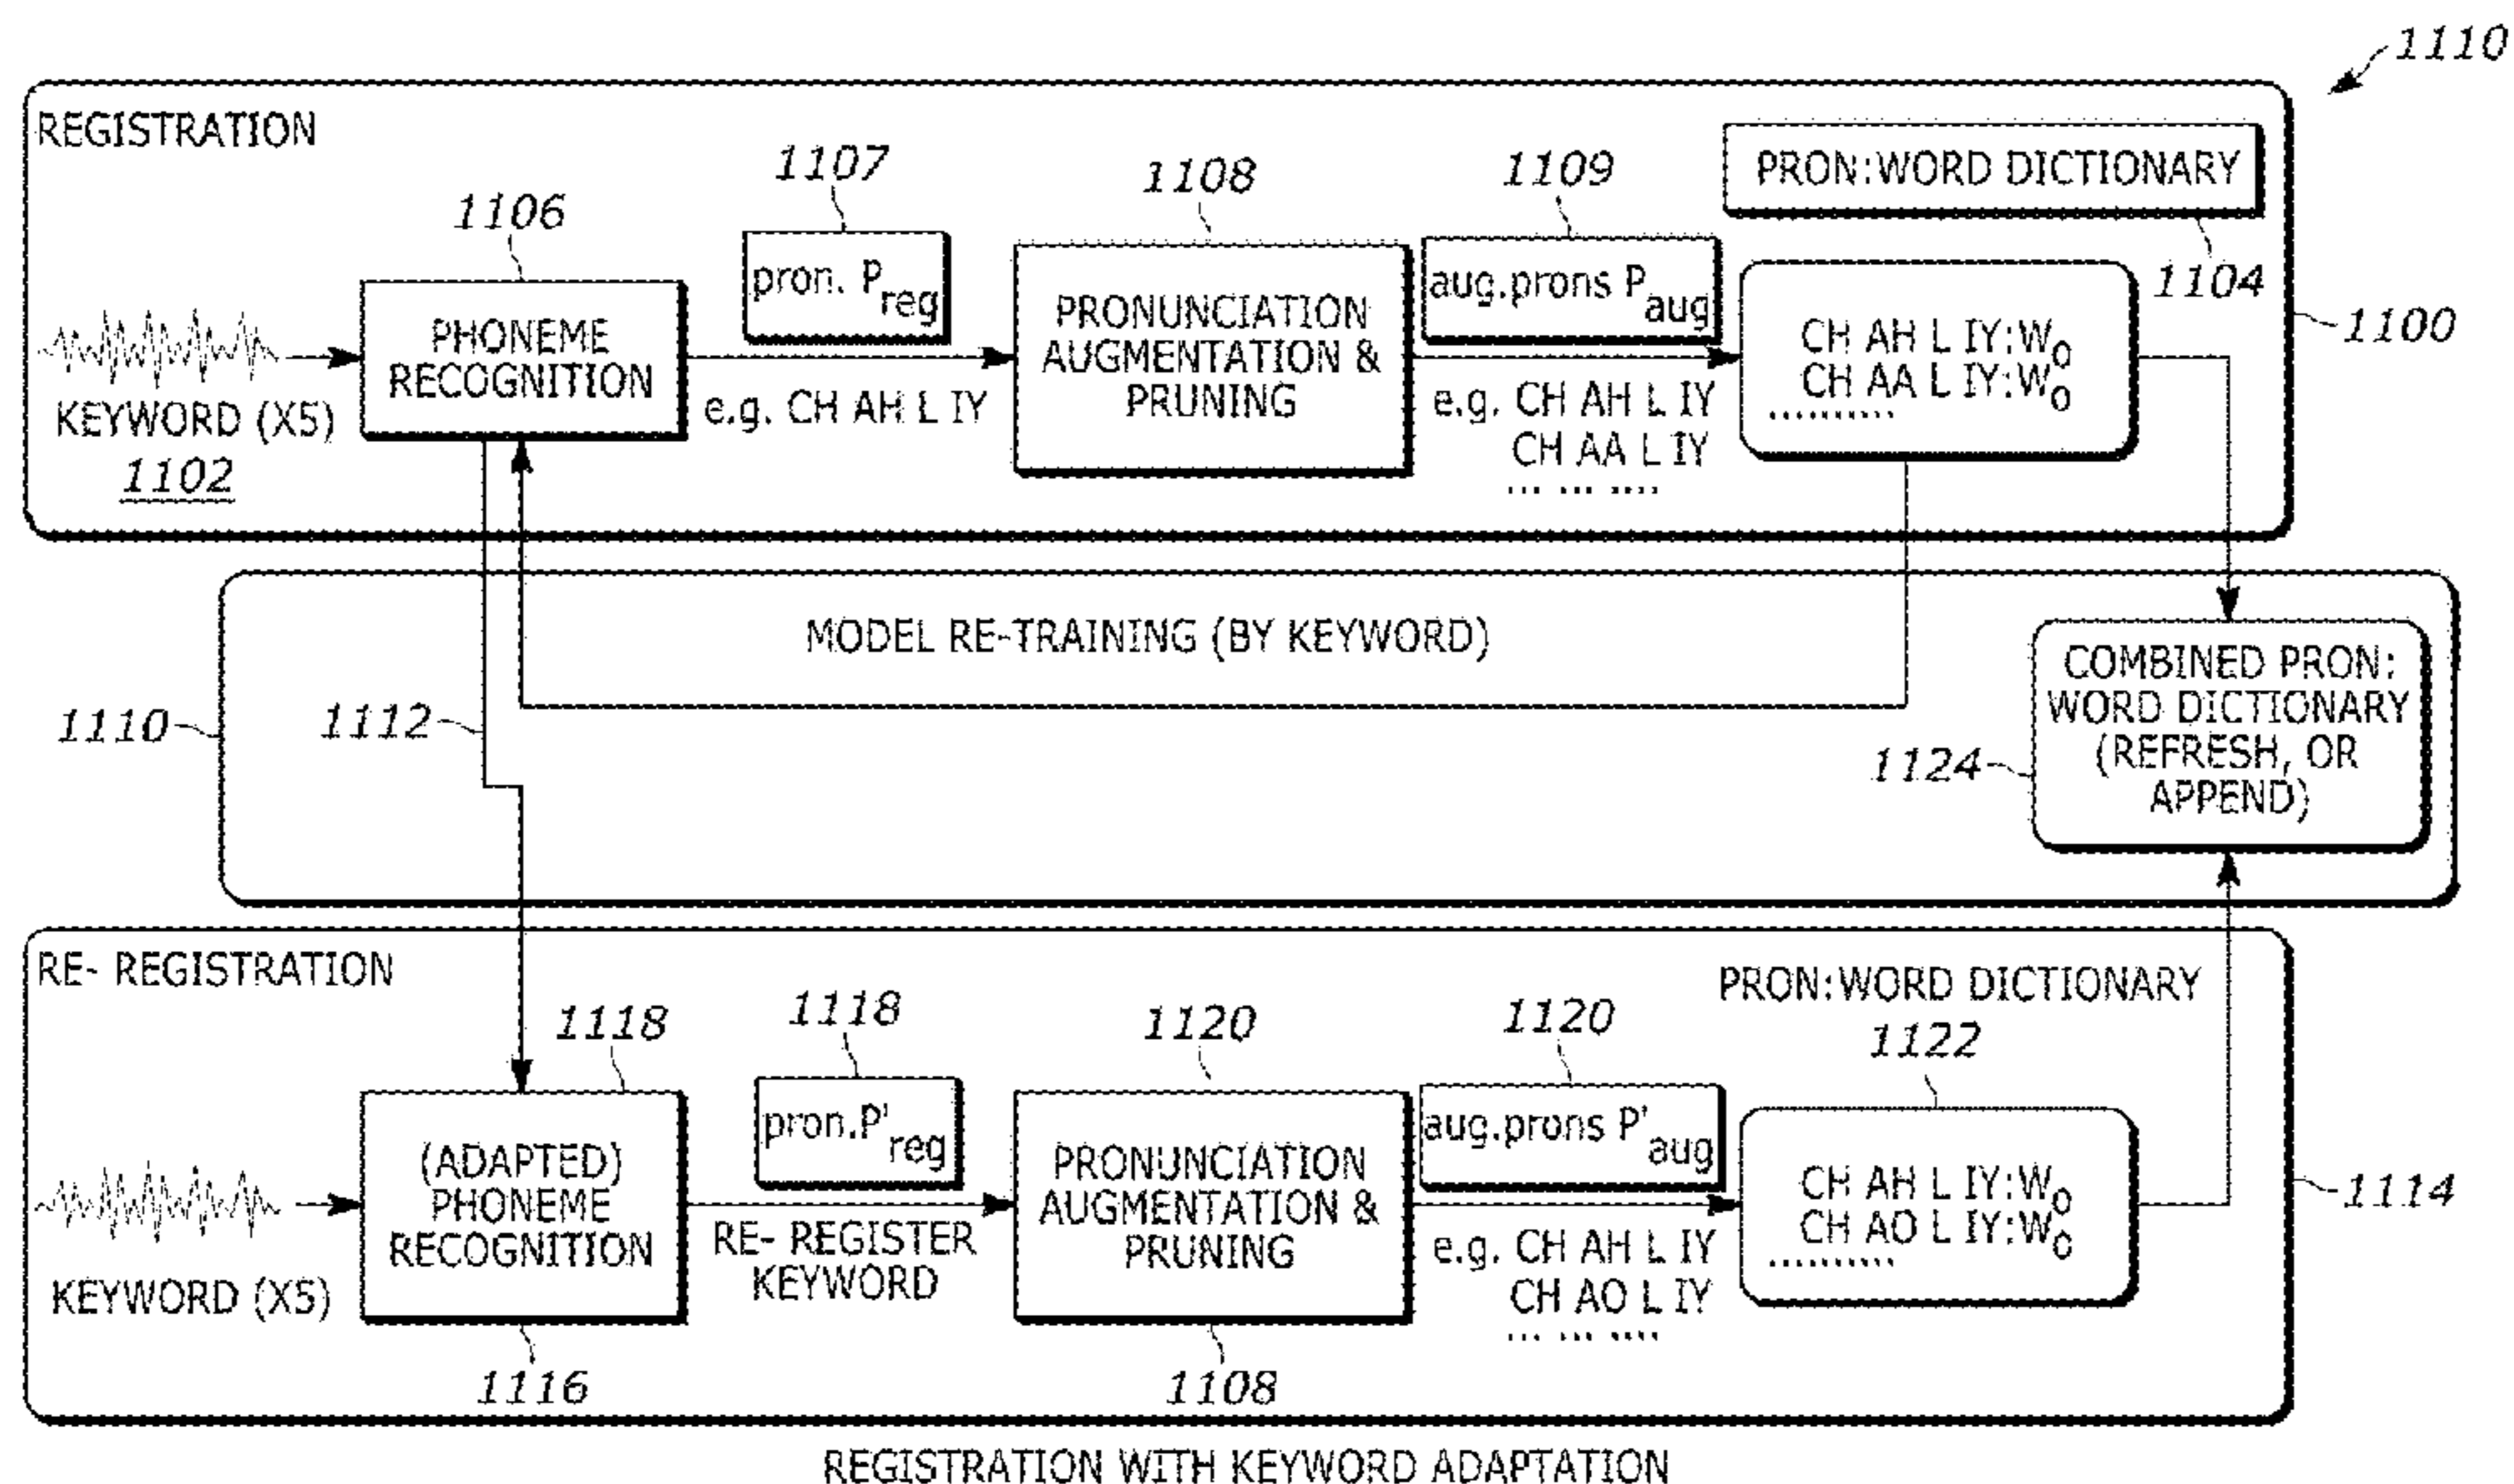 1110
REGISTRATION
1107
1108
1109
PRON:WORD DICTIONARY
1106
1104
pron. Preg
aug.prons Paug
1100
PHONEME
RECOGNITION
PRONUNCIATION
AUGMENTATION &
PRUNING
CH AH L IY:W0
CH AA L IY:W0
..........
KEYWORD (X5)
1102
e.g. CH AH L IY
e.g. CH AH L IY
CH AA L IY
... ... ....
MODEL RE-TRAINING (BY KEYWORD)
COMBINED PRON:
WORD DICTIONARY
(REFRESH, OR
APPEND)
1110
1112
1124
RE- REGISTRATION
PRON:WORD DICTIONARY
1122
1118
1118
1120
1120
pron.P'reg
aug.prons P'aug
(ADAPTED)
PHONEME
RECOGNITION
PRONUNCIATION
AUGMENTATION &
PRUNING
CH AH L IY:W0
CH AO L IY:W0
..........
1114
KEYWORD (X5)
RE- REGISTER
KEYWORD
e.g. CH AH L IY
CH AO L IY
... ... ....
1116
1108
REGISTRATION WITH KEYWORD ADAPTATION